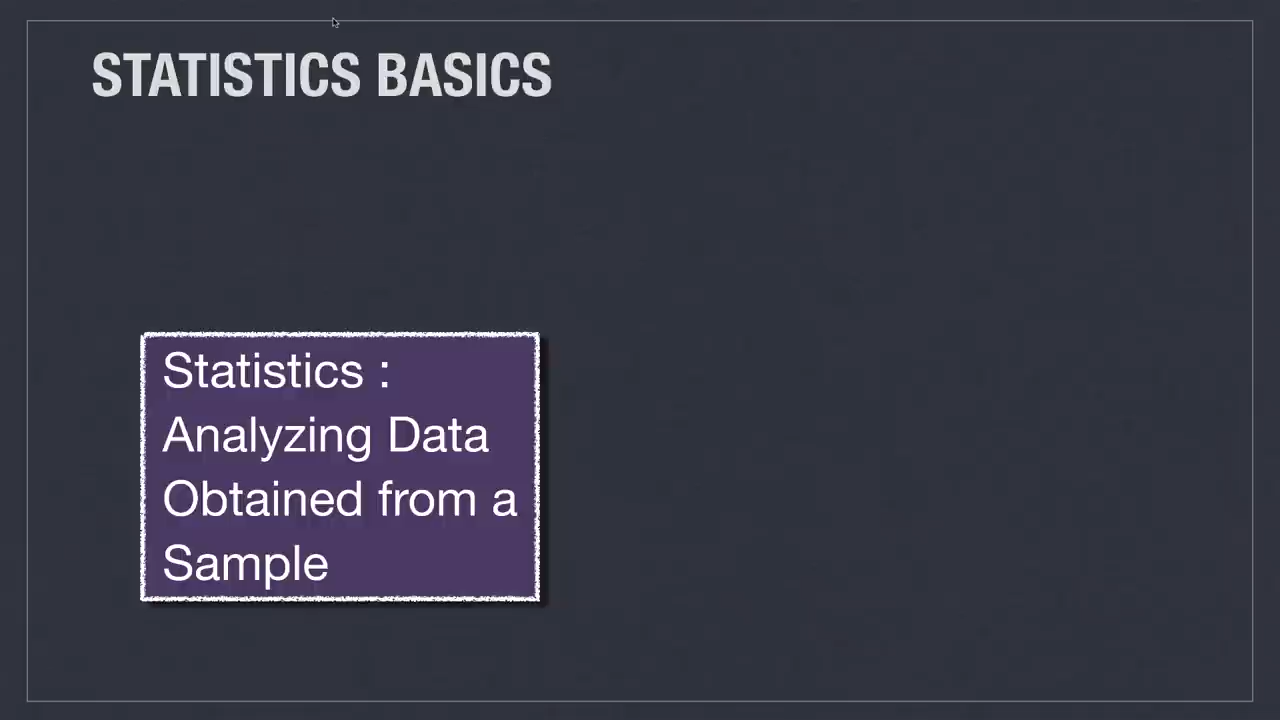 STATISTICS BASICS
Statistics :
Analyzing Data
Obtained from a
Sample